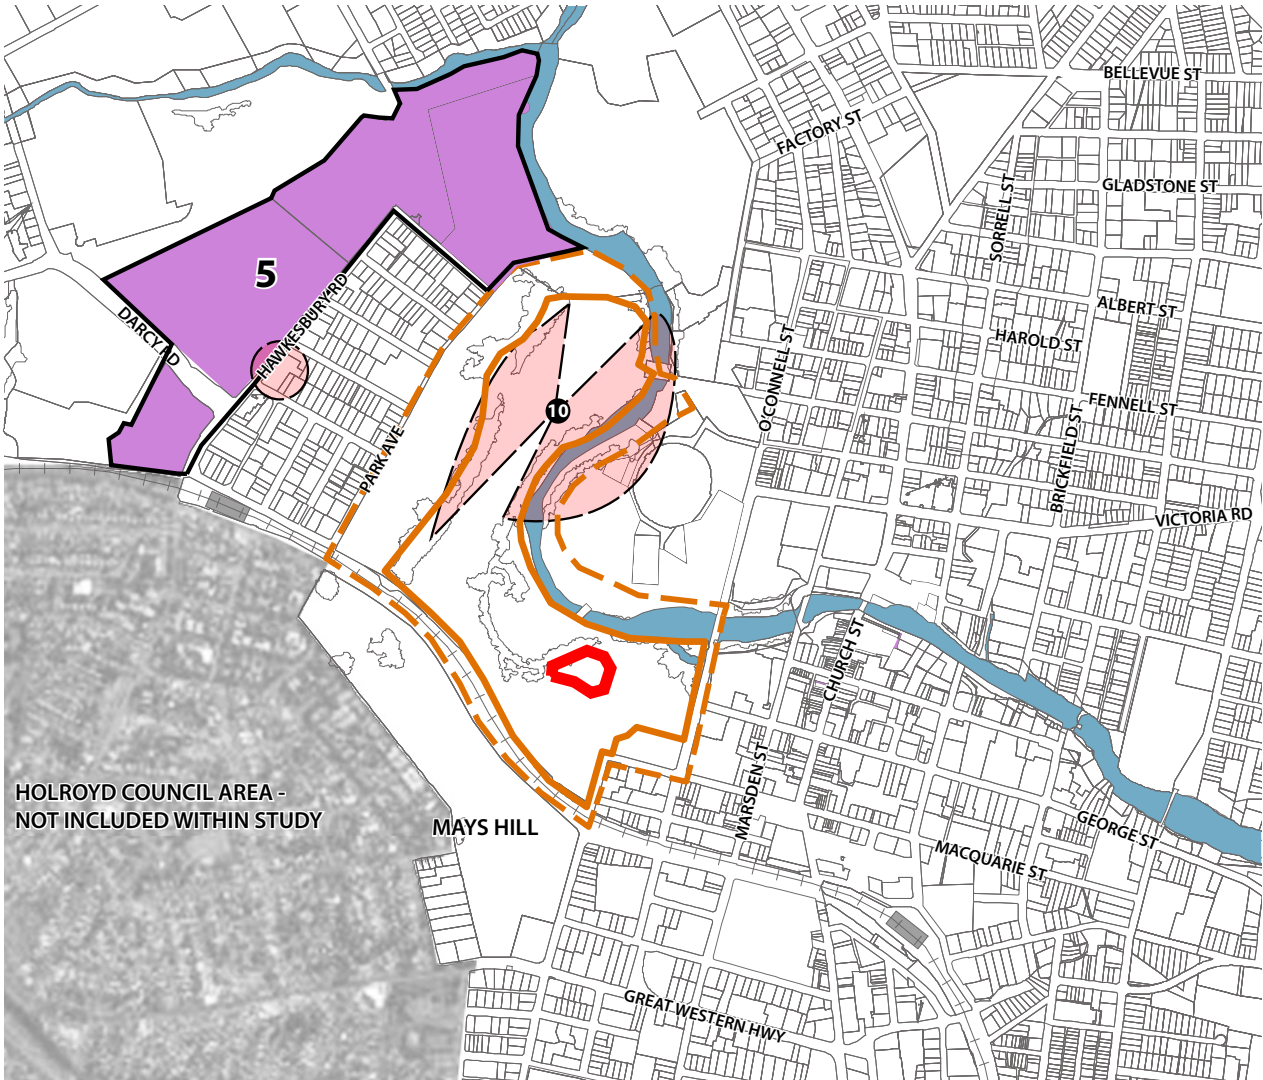 BELLEVUE ST
FACTORY ST
GLADSTONE ST
SORRELL ST
5
HAWKESBURY RD
DARCY RD
ALBERT ST
HAROLD ST
O'CONNELL ST
FENNELL ST
10
BRICKFIELD ST
PARK AVE
VICTORIA RD
CHURCH ST
MARSDEN ST
HOLROYD COUNCIL AREA -
NOT INCLUDED WITHIN STUDY
MAYS HILL
GEORGE ST
MACQUARIE ST
GREAT WESTERN HWY